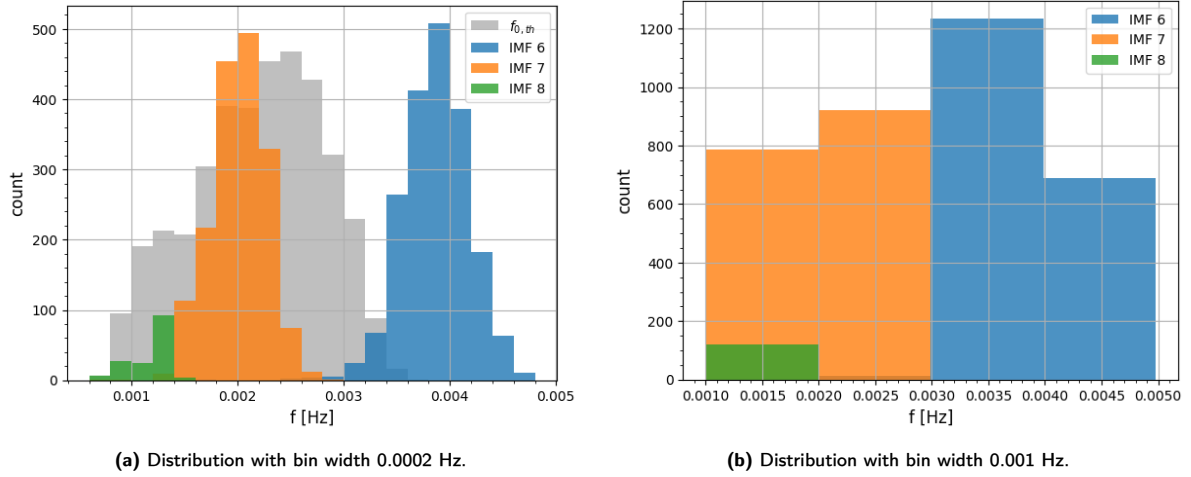 500
400
300
200
100
0
count
0.001
0.002
0.003
0.004
0.005
f [Hz]
f0,th
IMF 6
IMF 7
IMF 8
(a) Distribution with bin width 0.0002 Hz.
1200
1000
800
600
400
200
0
count
0.0010
0.0015
0.0020
0.0025
0.0030
0.0035
0.0040
0.0045
0.0050
f [Hz]
IMF 6
IMF 7
IMF 8
(b) Distribution with bin width 0.001 Hz.